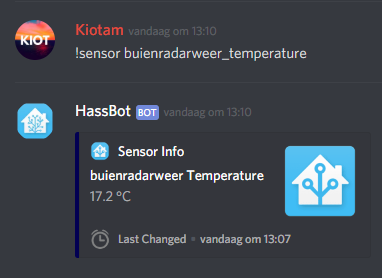 KIOT
Kiotam vandaag om 13:10
!sensor buienradarweer_temperature
HassBot BOT vandaag om 13:10
Sensor Info
buienradarweer Temperature
17.2 °C
Last Changed • vandaag om 13:07